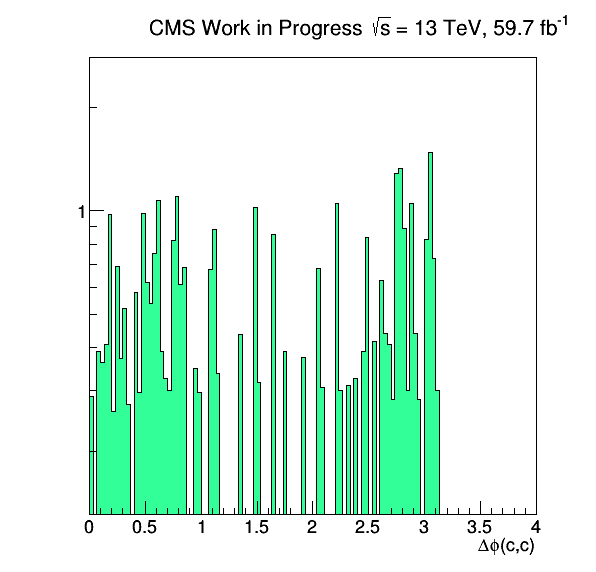 CMS Work in Progress √s = 13 TeV, 59.7 fb⁻¹
1
0 0.5 1 1.5 2 2.5 3 3.5 4
Δϕ(c,c)